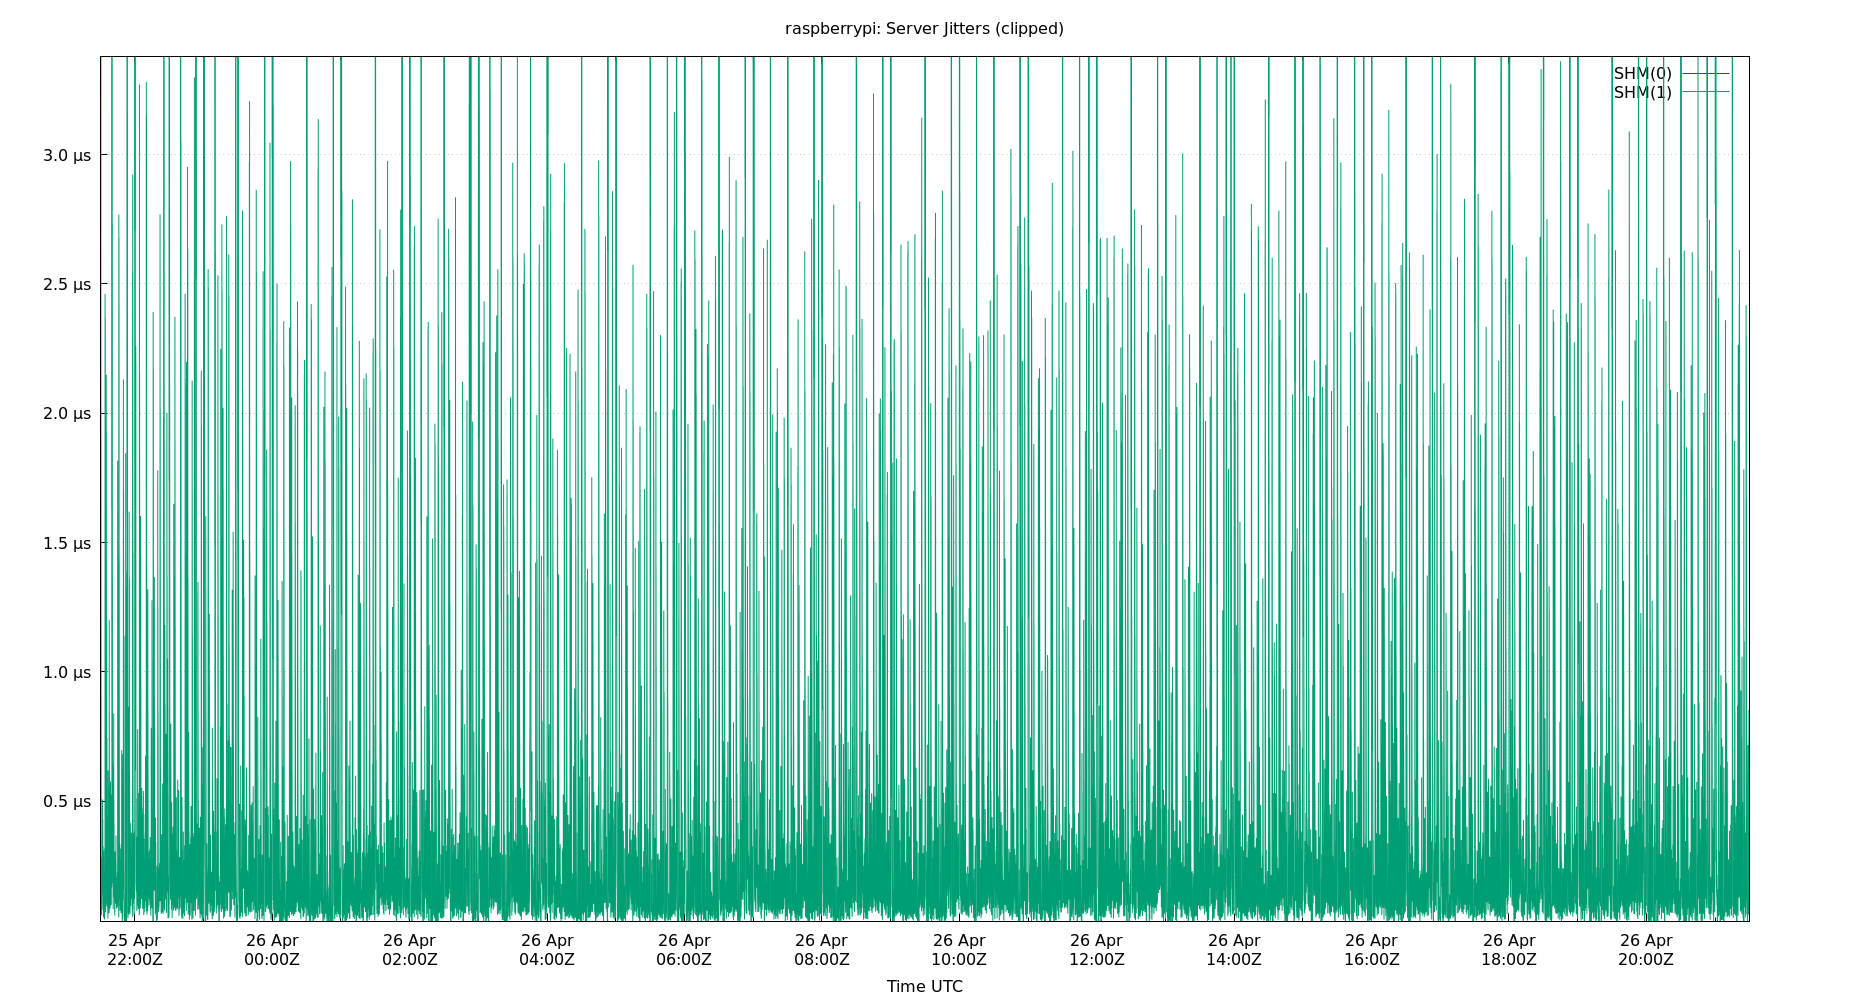 raspberrypi: Server Jitters (clipped)
SHM(0)
SHM(1)
3.0 µs
2.5 µs
2.0 µs
1.5 µs
1.0 µs
0.5 µs
25 Apr 26 Apr 26 Apr 26 Apr 26 Apr 26 Apr 26 Apr 26 Apr 26 Apr 26 Apr 26 Apr 26 Apr
22:00Z 00:00Z 02:00Z 04:00Z 06:00Z 08:00Z 10:00Z 12:00Z 14:00Z 16:00Z 18:00Z 20:00Z
Time UTC